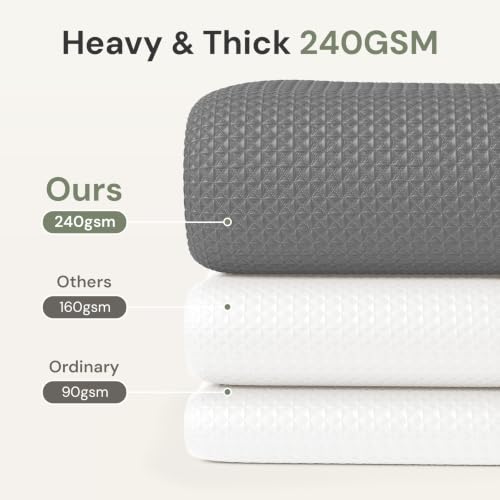 Heavy & Thick 240GSM
Ours
240gsm
Others
160gsm
Ordinary
90gsm